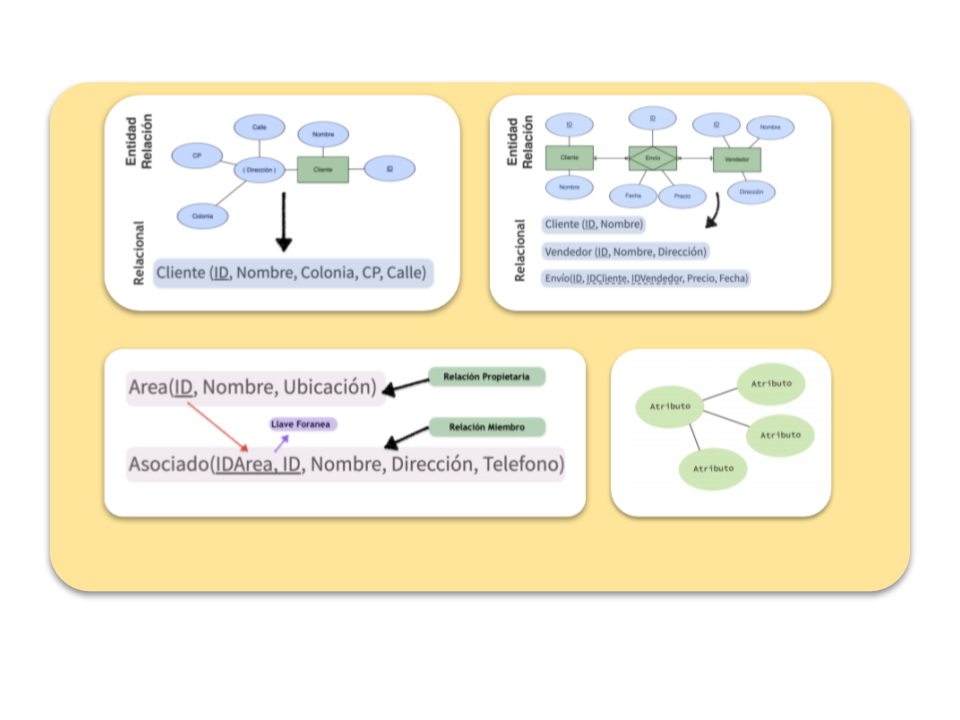 Entidad
Relación
Calle
Nombre
CP
( Dirección )
Cliente
ID
Colonia
Relacional
Cliente (ID, Nombre, Colonia, CP, Calle)
Entidad
Relación
ID
ID
ID
Nombre
Cliente
Envío
Vendedor
Nombre
Fecha
Precio
Dirección
Relacional
Cliente (ID, Nombre)
Vendedor (ID, Nombre, Dirección)
Envío(ID, IDCliente, IDVendedor, Precio, Fecha)
Area(ID, Nombre, Ubicación)
Relación Propietaria
Llave Foranea
Relación Miembro
Asociado(IDArea, ID, Nombre, Dirección, Telefono)
Atributo
Atributo
Atributo
Atributo